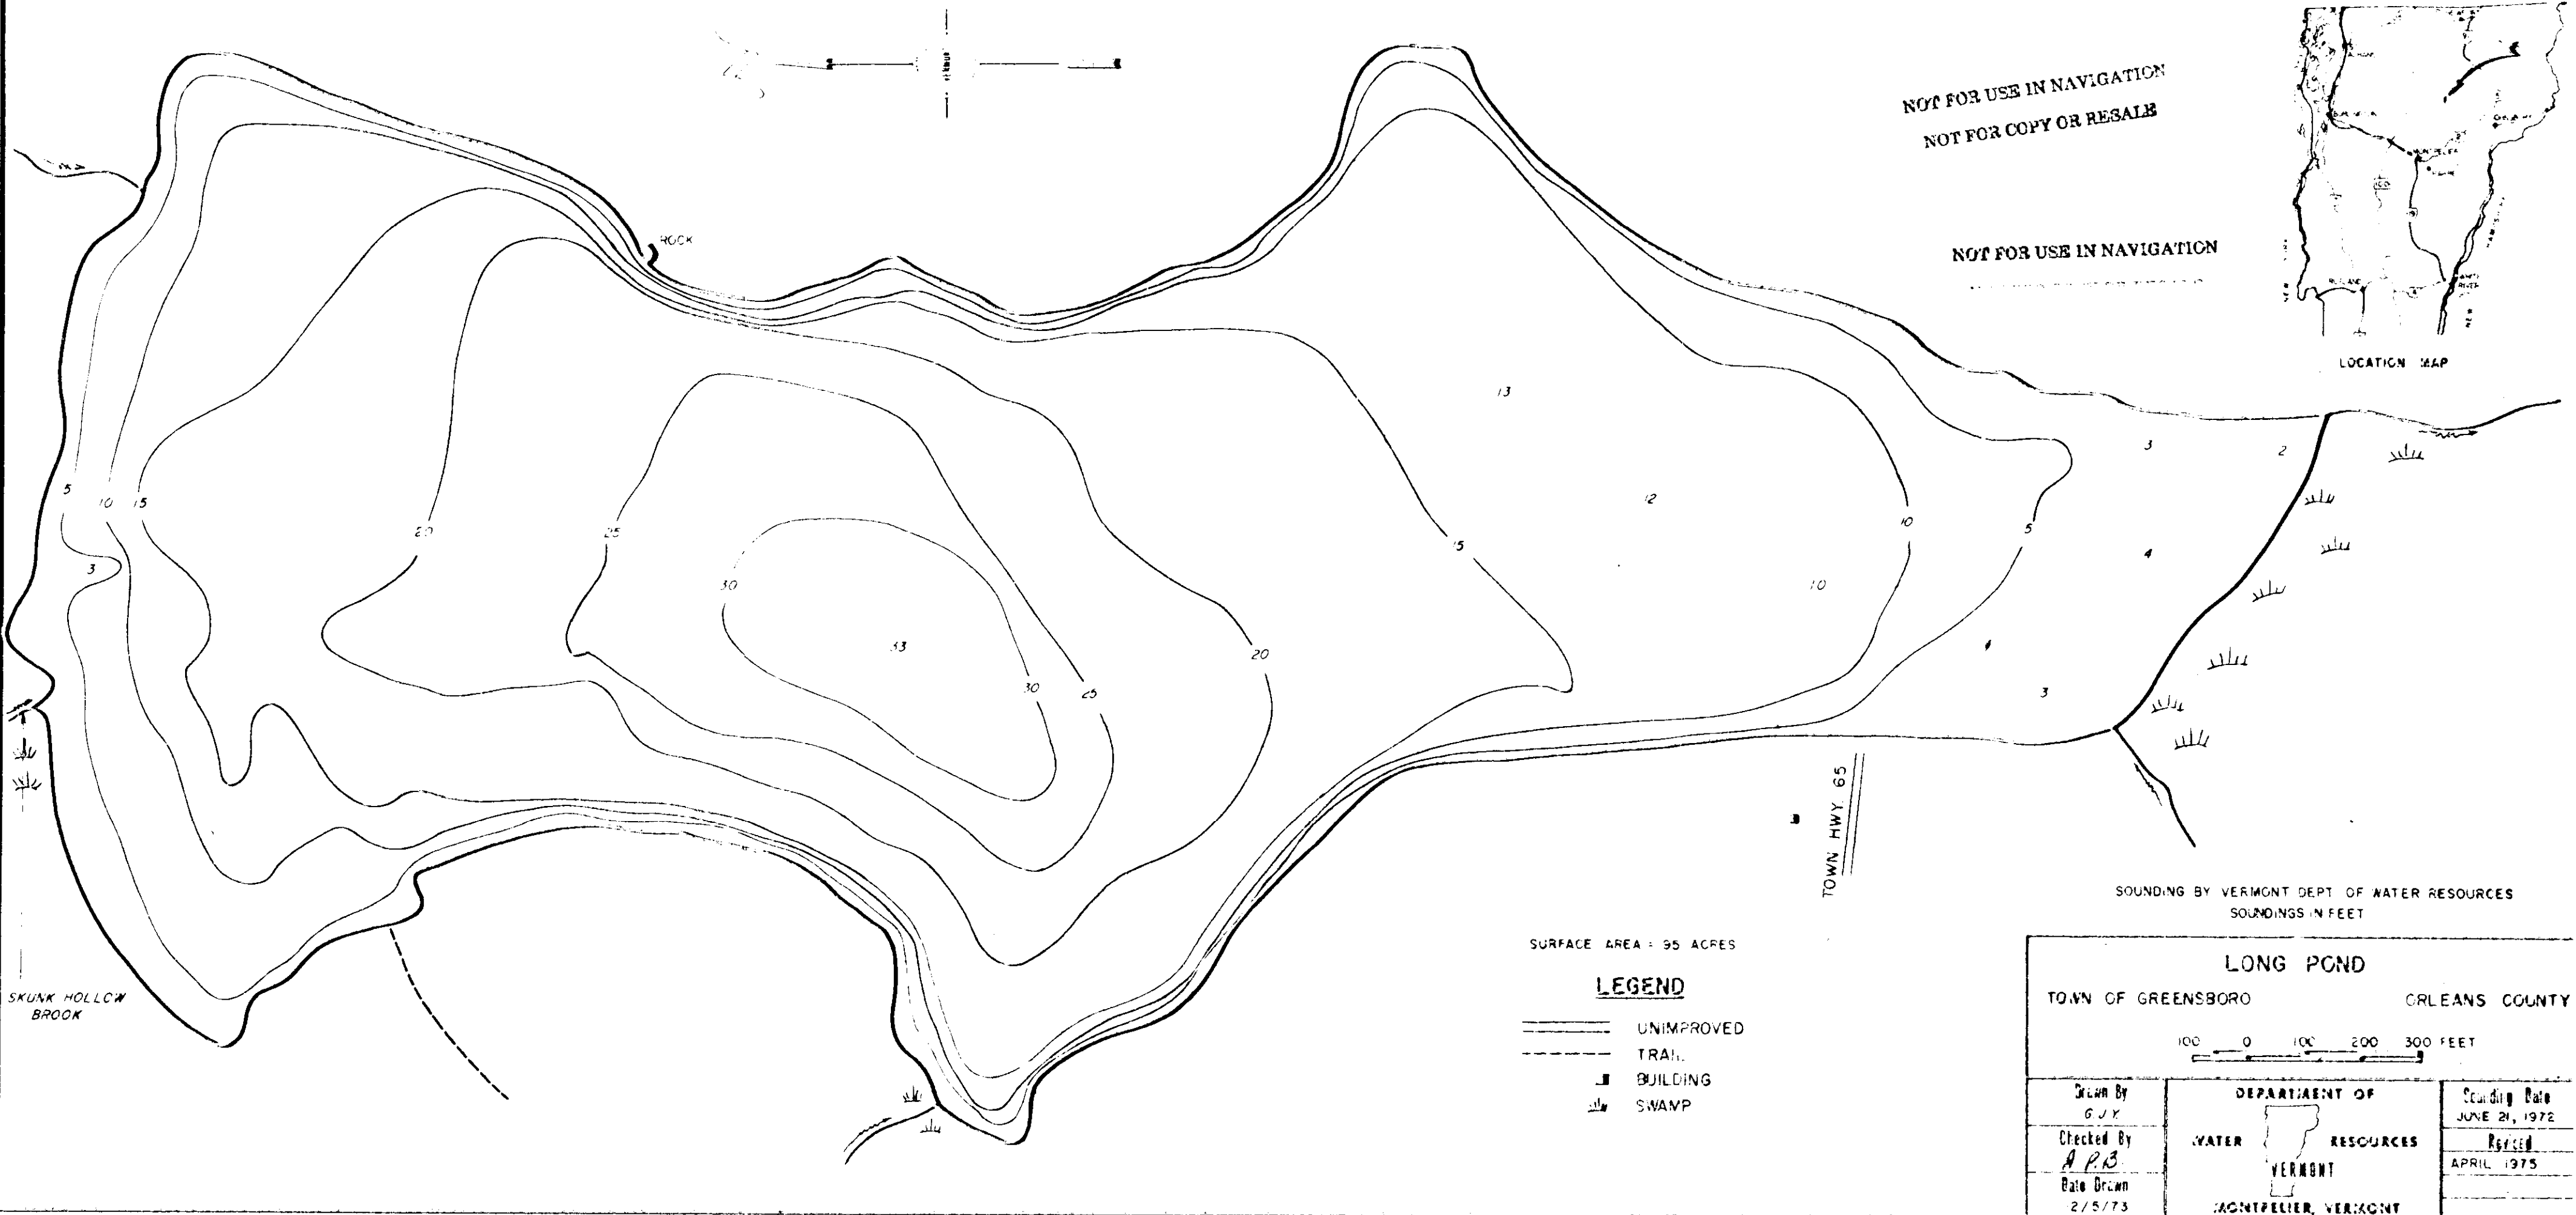 NOT FOR USE IN NAVIGATION
NOT FOR COPY OR RESALE
NOT FOR USE IN NAVIGATION
LOCATION MAP
ROCK
5
10
15
20
25
30
33
30
25
20
15
13
12
10
10
5
3
2
4
4
3
3
TOWN HWY. 65
SKUNK HOLLOW
BROOK
SOUNDING BY VERMONT DEPT. OF WATER RESOURCES
SOUNDINGS IN FEET
SURFACE AREA = 95 ACRES
LEGEND
UNIMPROVED
TRAIL
BUILDING
SWAMP
LONG POND
TOWN OF GREENSBORO ORLEANS COUNTY
100 0 100 200 300 FEET
Drawn By
G.J.Y.
Checked By
A.P.B.
Date Drawn
2/5/73
DEPARTMENT OF
WATER RESOURCES
VERMONT
MONTPELIER, VERMONT
Sounding Date
JUNE 21, 1972
Revised
APRIL 1975